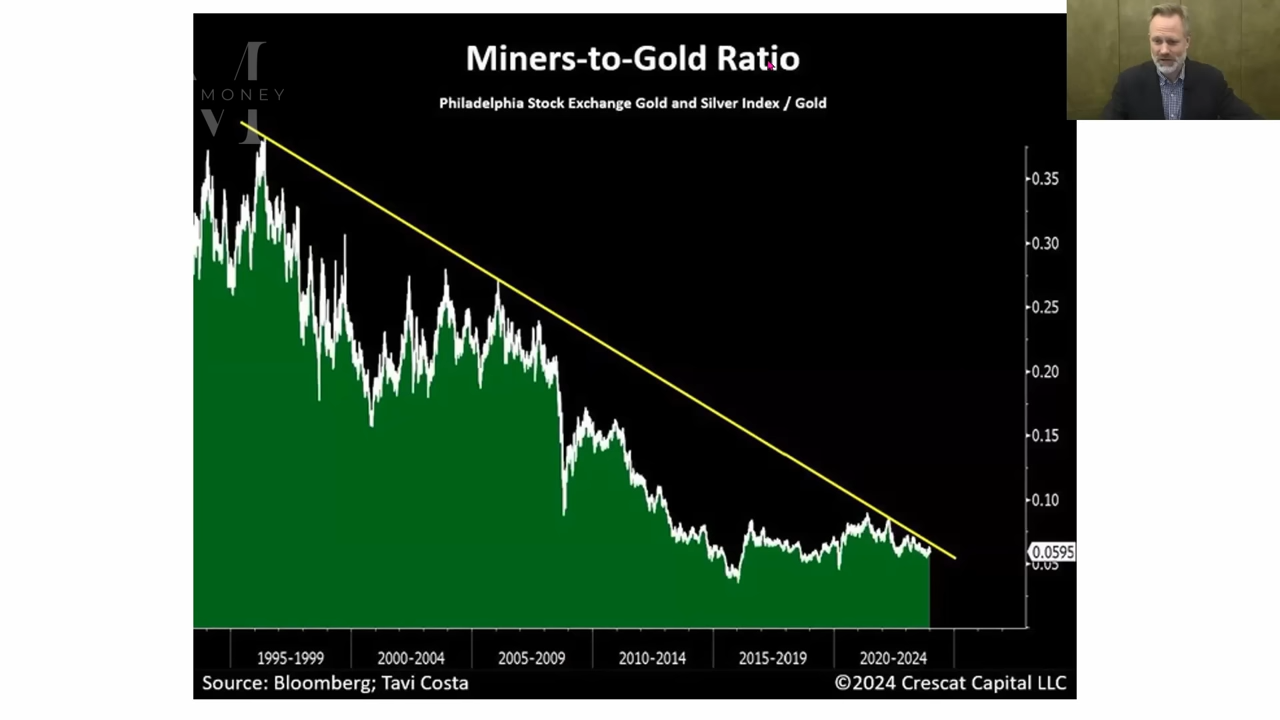 Miners-to-Gold Ratio
Philadelphia Stock Exchange Gold and Silver Index / Gold
MONEY
0.35
0.30
0.25
0.20
0.15
0.10
0.0595
0.05
1995-1999 2000-2004 2005-2009 2010-2014 2015-2019 2020-2024
Source: Bloomberg; Tavi Costa ©2024 Crescat Capital LLC